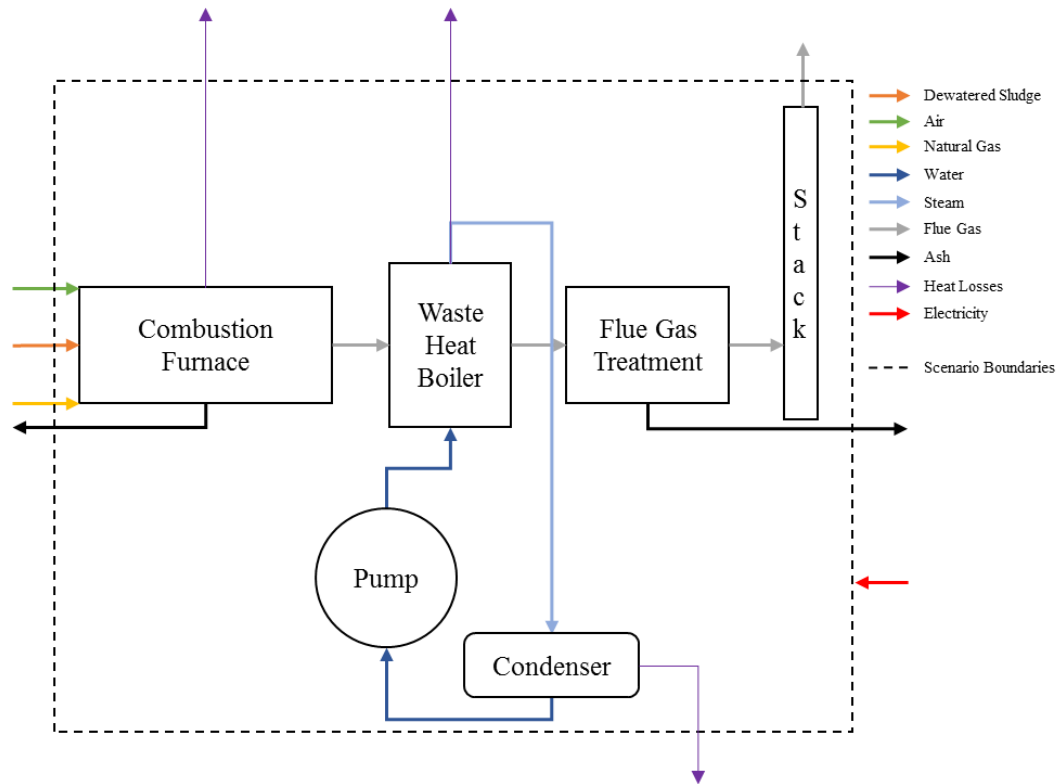 Combustion
Furnace
Waste
Heat
Boiler
Flue Gas
Treatment
Stack
Pump
Condenser
Dewatered Sludge
Air
Natural Gas
Water
Steam
Flue Gas
Ash
Heat Losses
Electricity
Scenario Boundaries